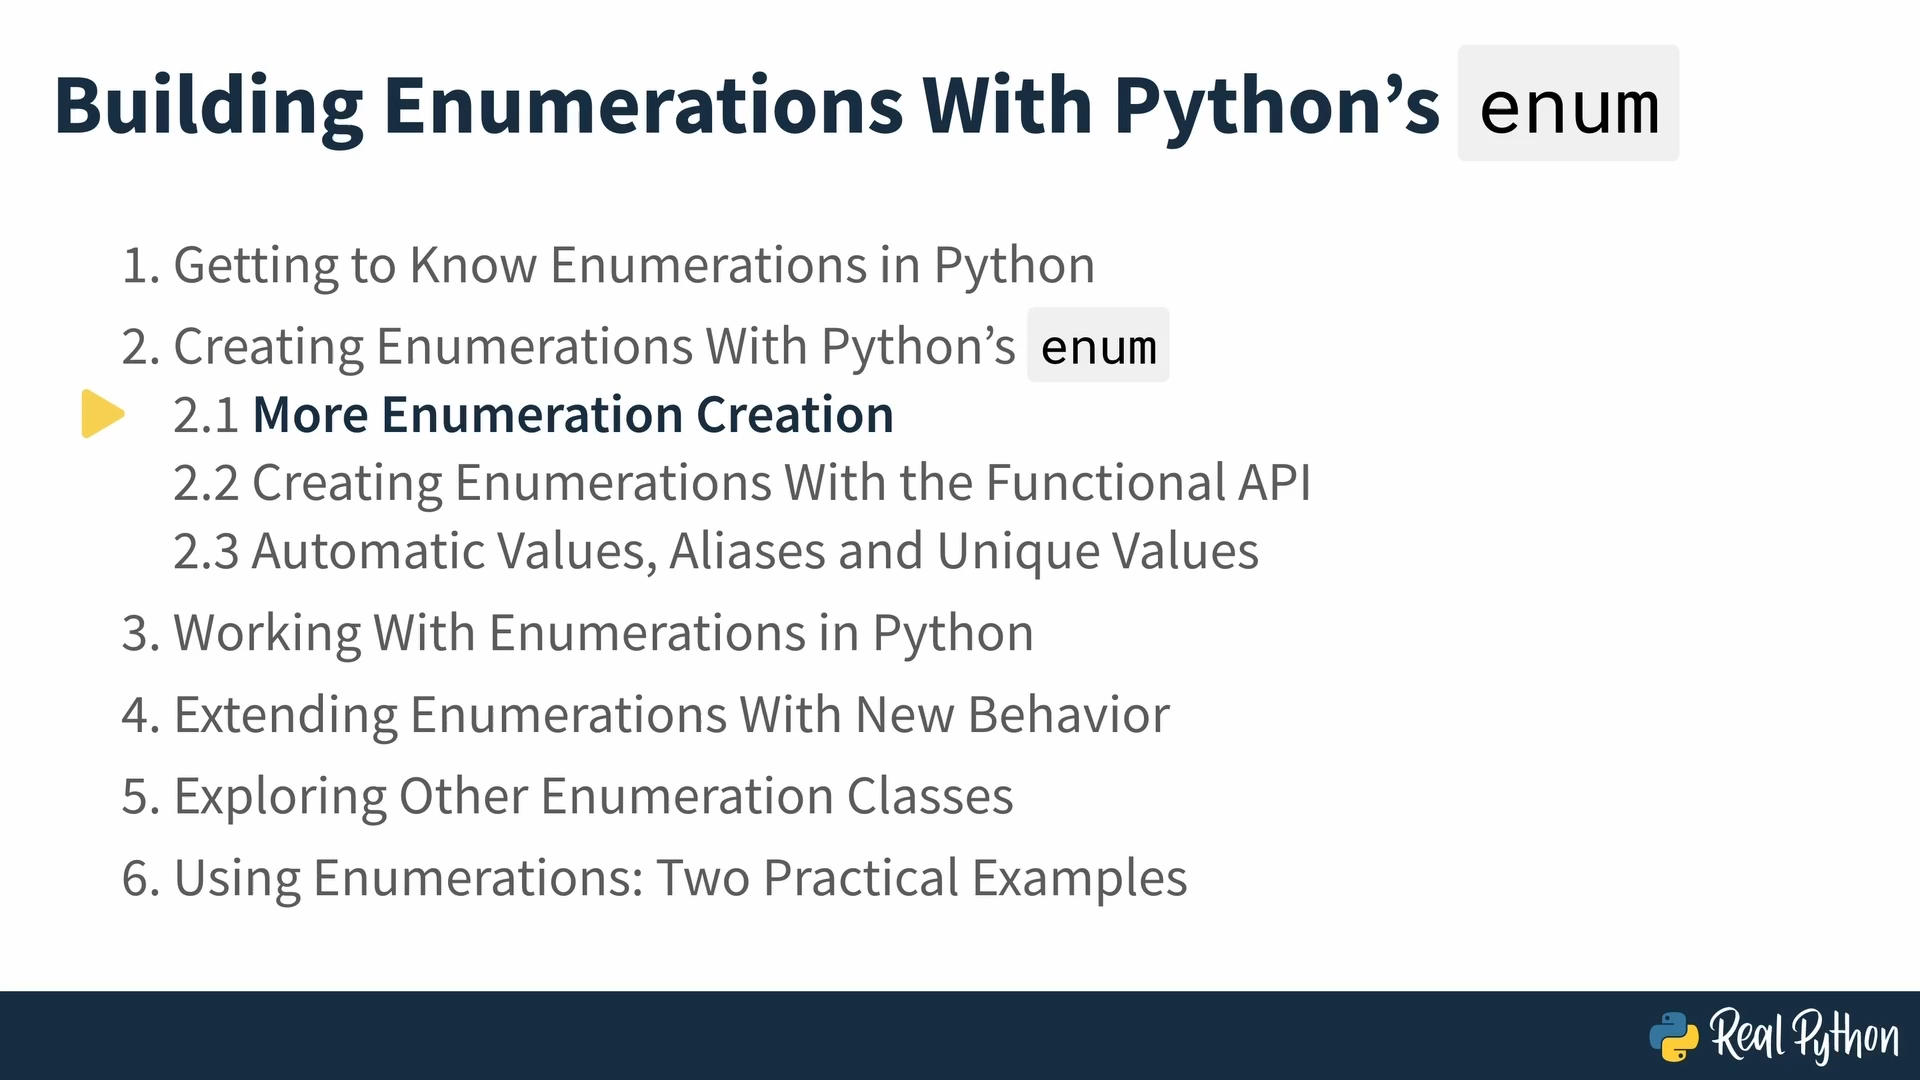 Building Enumerations With Python’s enum
1. Getting to Know Enumerations in Python
2. Creating Enumerations With Python’s enum
2.1 More Enumeration Creation
2.2 Creating Enumerations With the Functional API
2.3 Automatic Values, Aliases and Unique Values
3. Working With Enumerations in Python
4. Extending Enumerations With New Behavior
5. Exploring Other Enumeration Classes
6. Using Enumerations: Two Practical Examples
Real Python